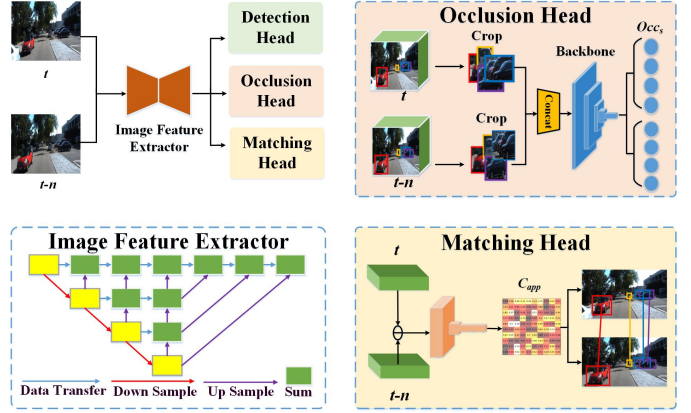 t
t-n
Image Feature
Extractor
Detection
Head
Occlusion
Head
Matching
Head
Occlusion Head
t
Crop
t-n
Crop
Concat
Backbone
Occs
Image Feature Extractor
Data Transfer
Down Sample
Up Sample
Sum
Matching Head
t
t-n
Capp